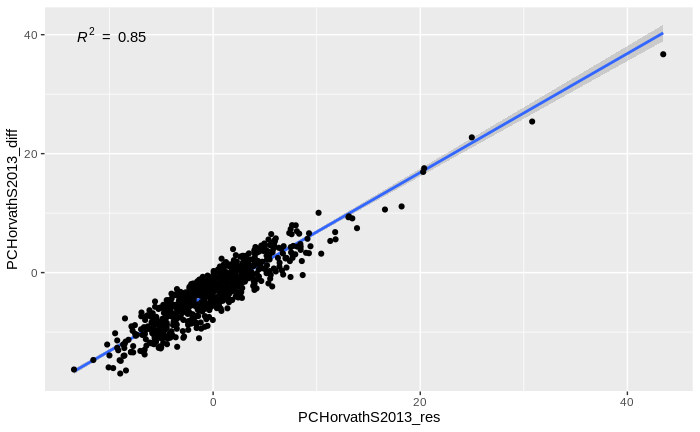 40
R² = 0.85
20
0
PCHorvathS2013_diff
0 20 40
PCHorvathS2013_res